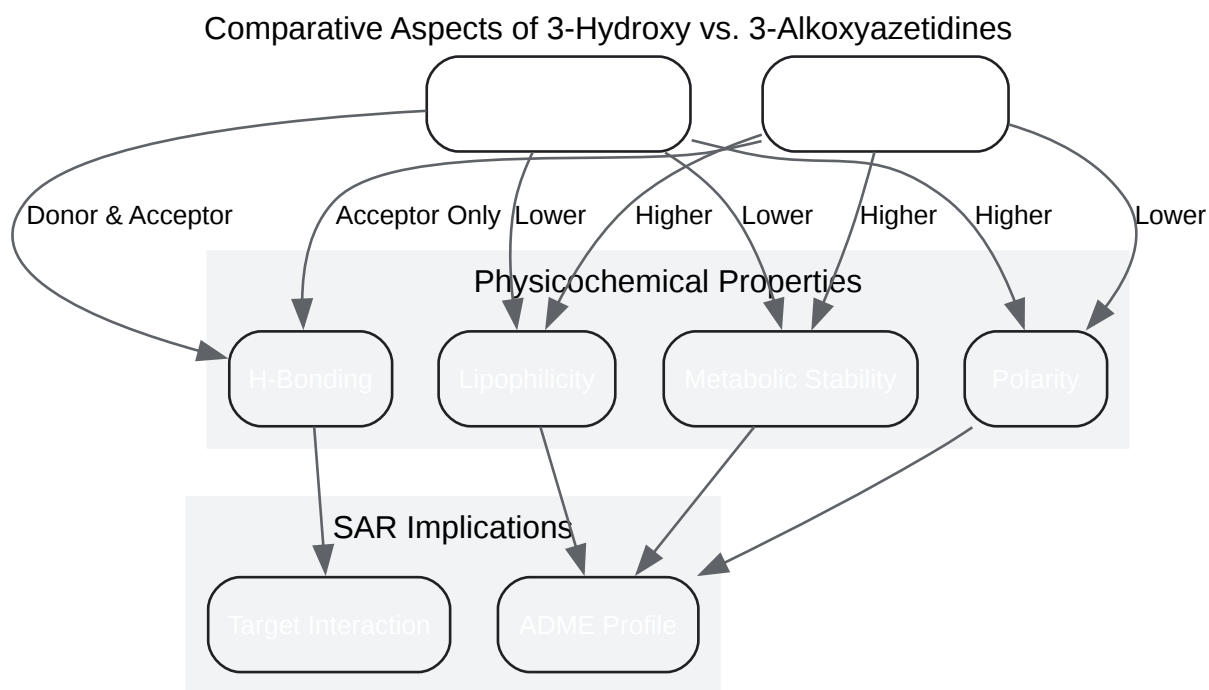 Comparative Aspects of 3-Hydroxy vs. 3-Alkoxyazetidines
Donor & Acceptor
Acceptor Only
Lower
Higher
Lower
Higher
Higher
Lower
Physicochemical Properties
H-Bonding
Lipophilicity
Metabolic Stability
Polarity
SAR Implications
Target Interaction
ADME Profile